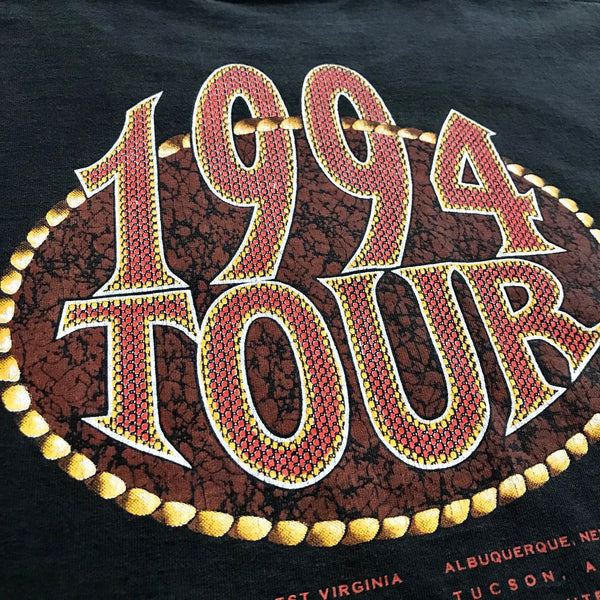 1994
TOUR
VIRGINIA
ALBUQUERQUE,
TUCSON,